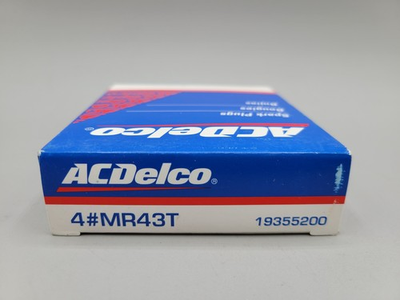 Spark Plugs
Bougies
Bujías
ACDelco®
ACDelco®
4#MR43T 19355200